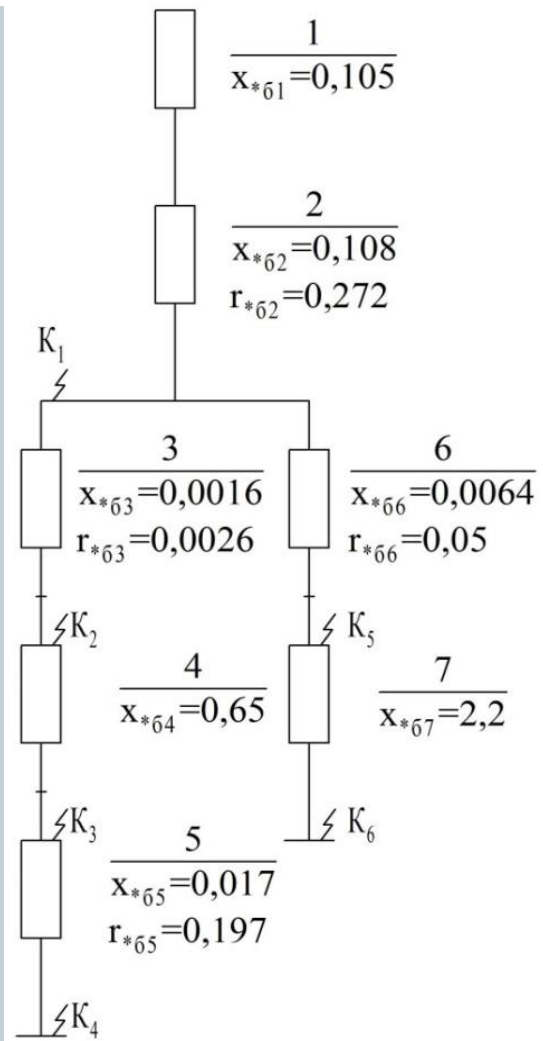 1
x*б1=0,105
2
x*б2=0,108
r*б2=0,272
K1
3
x*б3=0,0016
r*б3=0,0026
6
x*б6=0,0064
r*б6=0,05
K2
K5
4
x*б4=0,65
7
x*б7=2,2
K3
K6
5
x*б5=0,017
r*б5=0,197
K4